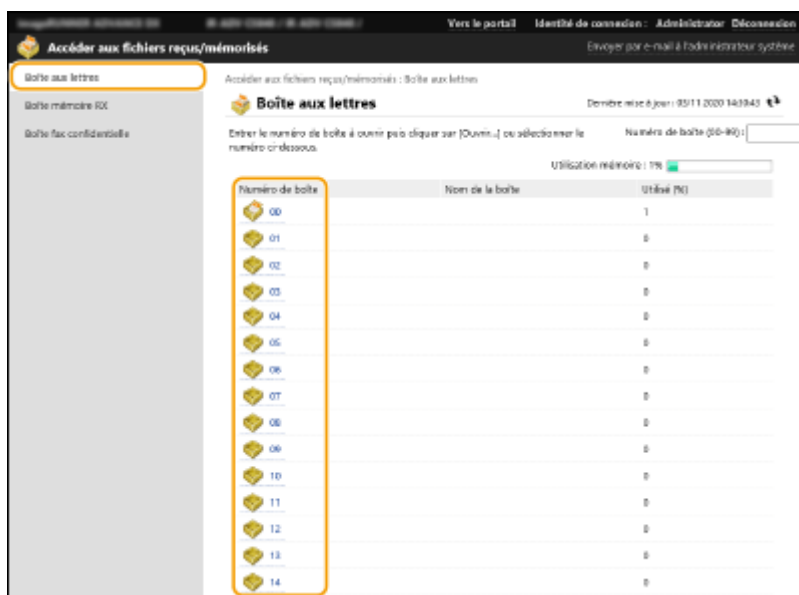 Vers le portail Identité de connexion : Administrator Déconnexion
Accéder aux fichiers reçus/mémorisés Envoyer par e-mail à l'administrateur système
Boîte aux lettres
Boîte mémoire RX
Boîte fax confidentielle
Accéder aux fichiers reçus/mémorisés : Boîte aux lettres
Boîte aux lettres Dernière mise à jour : 03/11 2020 14:30:43
Entrer le numéro de boîte à ouvrir puis cliquer sur [Ouvrir...] ou sélectionner le numéro ci-dessous. Numéro de boîte (00-99) :
Utilisation mémoire : 1%
Numéro de boîte Nom de la boîte Utilisé (%)
00 1
01 0
02 0
03 0
04 0
05 0
06 0
07 0
08 0
09 0
10 0
11 0
12 0
13 0
14 0